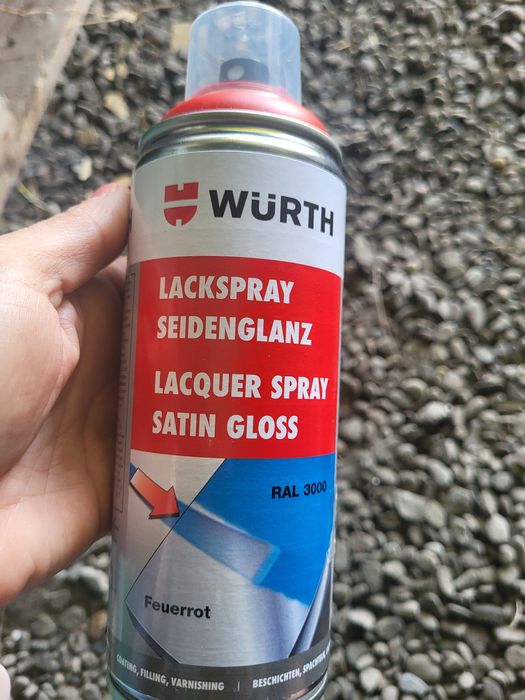 WÜRTH
LACKSPRAY
SEIDENGLANZ
LACQUER SPRAY
SATIN GLOSS
RAL 3000
Feuerrot
COATING, FILLING, VARNISHING | BESCHICHTEN, SPACHTELN,